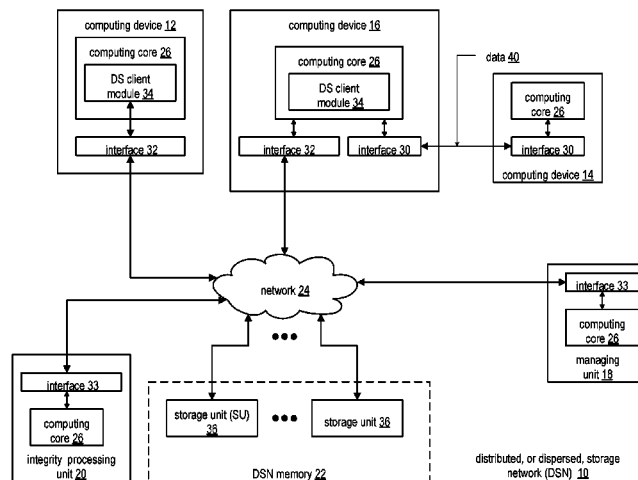 computing device 12
computing core 26
DS client
module 34
interface 32
computing device 16
computing core 26
DS client
module 34
interface 32
interface 30
data 40
computing
core 26
interface 30
computing device 14
network 24
interface 33
computing
core 26
managing
unit 18
interface 33
computing
core 26
integrity processing
unit 20
storage unit (SU)
36
storage unit 36
DSN memory 22
distributed, or dispersed, storage
network (DSN) 10